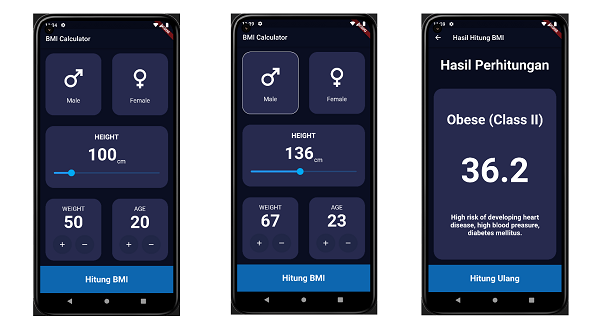 BMI Calculator
Male
Female
HEIGHT
100cm
WEIGHT
50
+ −
AGE
20
+ −
Hitung BMI
BMI Calculator
Male
Female
HEIGHT
136cm
WEIGHT
67
+ −
AGE
23
+ −
Hitung BMI
Hasil Hitung BMI
Hasil Perhitungan
Obese (Class II)
36.2
High risk of developing heart
disease, high blood preasure,
diabetes mellitus.
Hitung Ulang